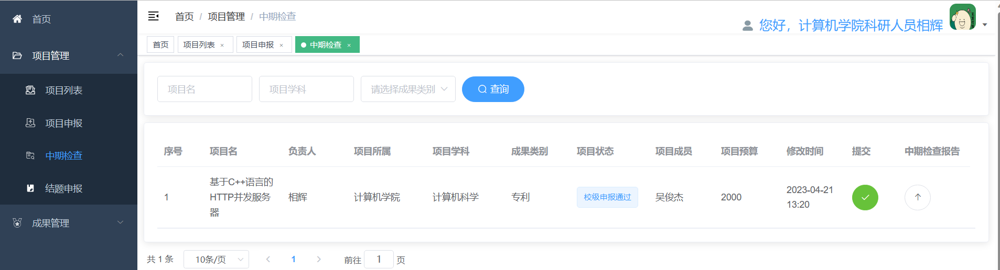 首页
项目管理
项目列表
项目申报
中期检查
结题申报
成果管理
首页 / 项目管理 / 中期检查
您好，计算机学院科研人员相辉
首页 项目列表 × 项目申报 × 中期检查 ×
项目名 项目学科 请选择成果类别 查询
序号 项目名 负责人 项目所属 项目学科 成果类别 项目状态 项目成员 项目预算 修改时间 提交 中期检查报告
1 基于C++语言的HTTP并发服务器 相辉 计算机学院 计算机科学 专利 校级申报通过 吴俊杰 2000 2023-04-21 13:20
共 1 条 10条/页 1 前往 1 页